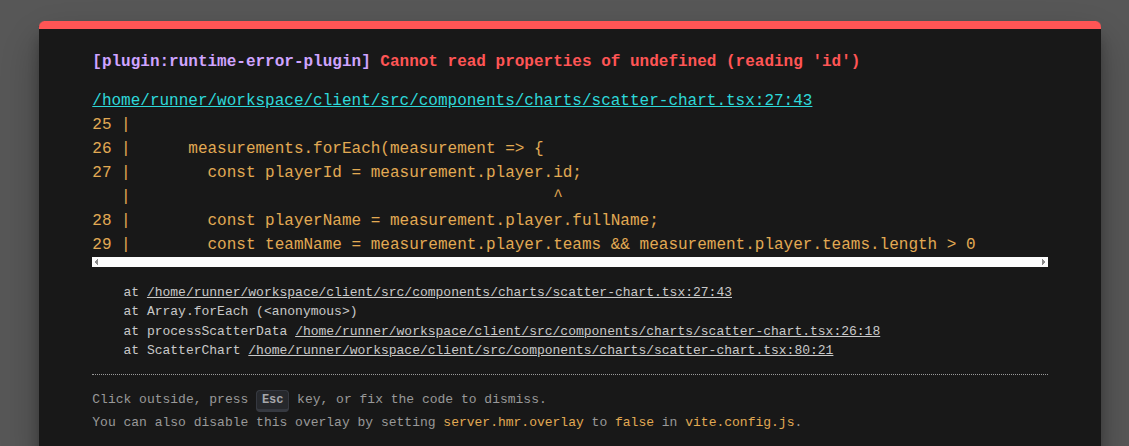 [plugin:runtime-error-plugin] Cannot read properties of undefined (reading 'id')
/home/runner/workspace/client/src/components/charts/scatter-chart.tsx:27:43
25 |
26 |      measurements.forEach(measurement => {
27 |        const playerId = measurement.player.id;
   |                                            ^
28 |        const playerName = measurement.player.fullName;
29 |        const teamName = measurement.player.teams && measurement.player.teams.length > 0
at /home/runner/workspace/client/src/components/charts/scatter-chart.tsx:27:43
at Array.forEach (<anonymous>)
at processScatterData /home/runner/workspace/client/src/components/charts/scatter-chart.tsx:26:18
at ScatterChart /home/runner/workspace/client/src/components/charts/scatter-chart.tsx:80:21
Click outside, press Esc key, or fix the code to dismiss.
You can also disable this overlay by setting server.hmr.overlay to false in vite.config.js.